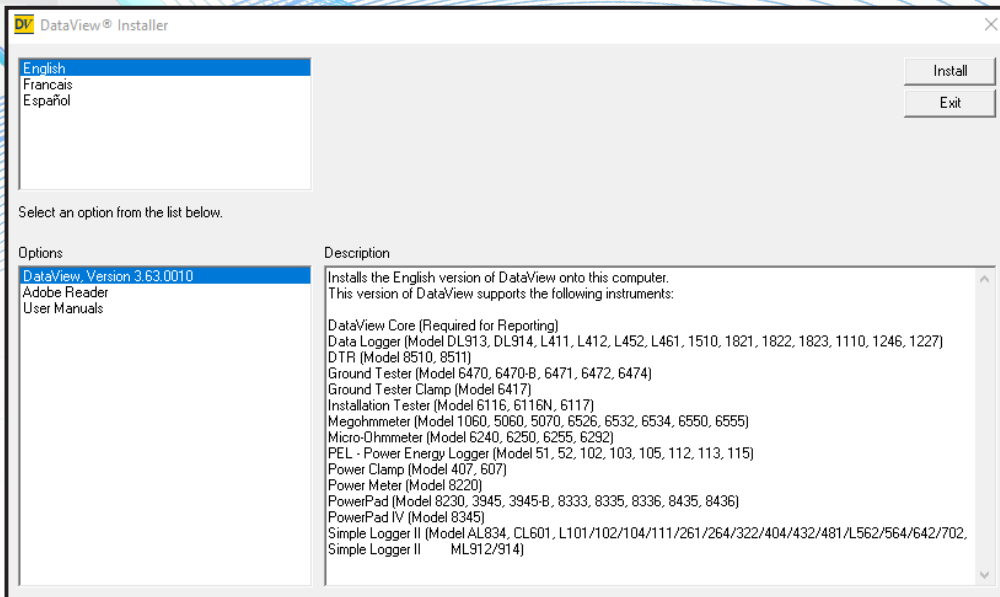 DV DataView® Installer
English
Francais
Español
Install
Exit
Select an option from the list below.
Options
DataView, Version 3.63.0010
Adobe Reader
User Manuals
Description
Installs the English version of DataView onto this computer.
This version of DataView supports the following instruments:
DataView Core (Required for Reporting)
Data Logger (Model DL913, DL914, L411, L412, L452, L461, 1510, 1821, 1822, 1823, 1110, 1246, 1227)
DTR (Model 8510, 8511)
Ground Tester (Model 6470, 6470-B, 6471, 6472, 6474)
Ground Tester Clamp (Model 6417)
Installation Tester (Model 6116, 6116N, 6117)
Megohmmeter (Model 1060, 5060, 5070, 6526, 6532, 6534, 6550, 6555)
Micro-Ohmmeter (Model 6240, 6250, 6255, 6292)
PEL - Power Energy Logger (Model 51, 52, 102, 103, 105, 112, 113, 115)
Power Clamp (Model 407, 607)
Power Meter (Model 8220)
PowerPad (Model 8230, 3945, 3945-B, 8333, 8335, 8336, 8435, 8436)
PowerPad IV (Model 8345)
Simple Logger II (Model AL834, CL601, L101/102/104/111/261/264/322/404/432/481/L562/564/642/702,
Simple Logger II ML912/914)